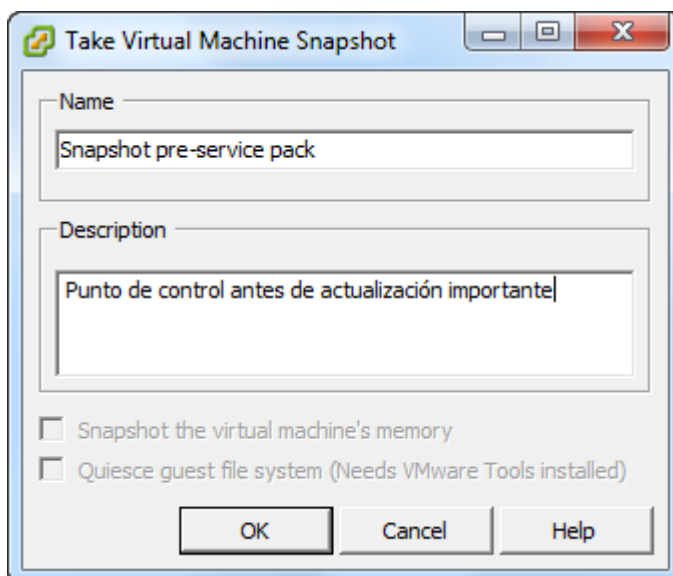 Take Virtual Machine Snapshot
Name
Snapshot pre-service pack
Description
Punto de control antes de actualización importante
Snapshot the virtual machine's memory
Quiesce guest file system (Needs VMware Tools installed)
OK Cancel Help